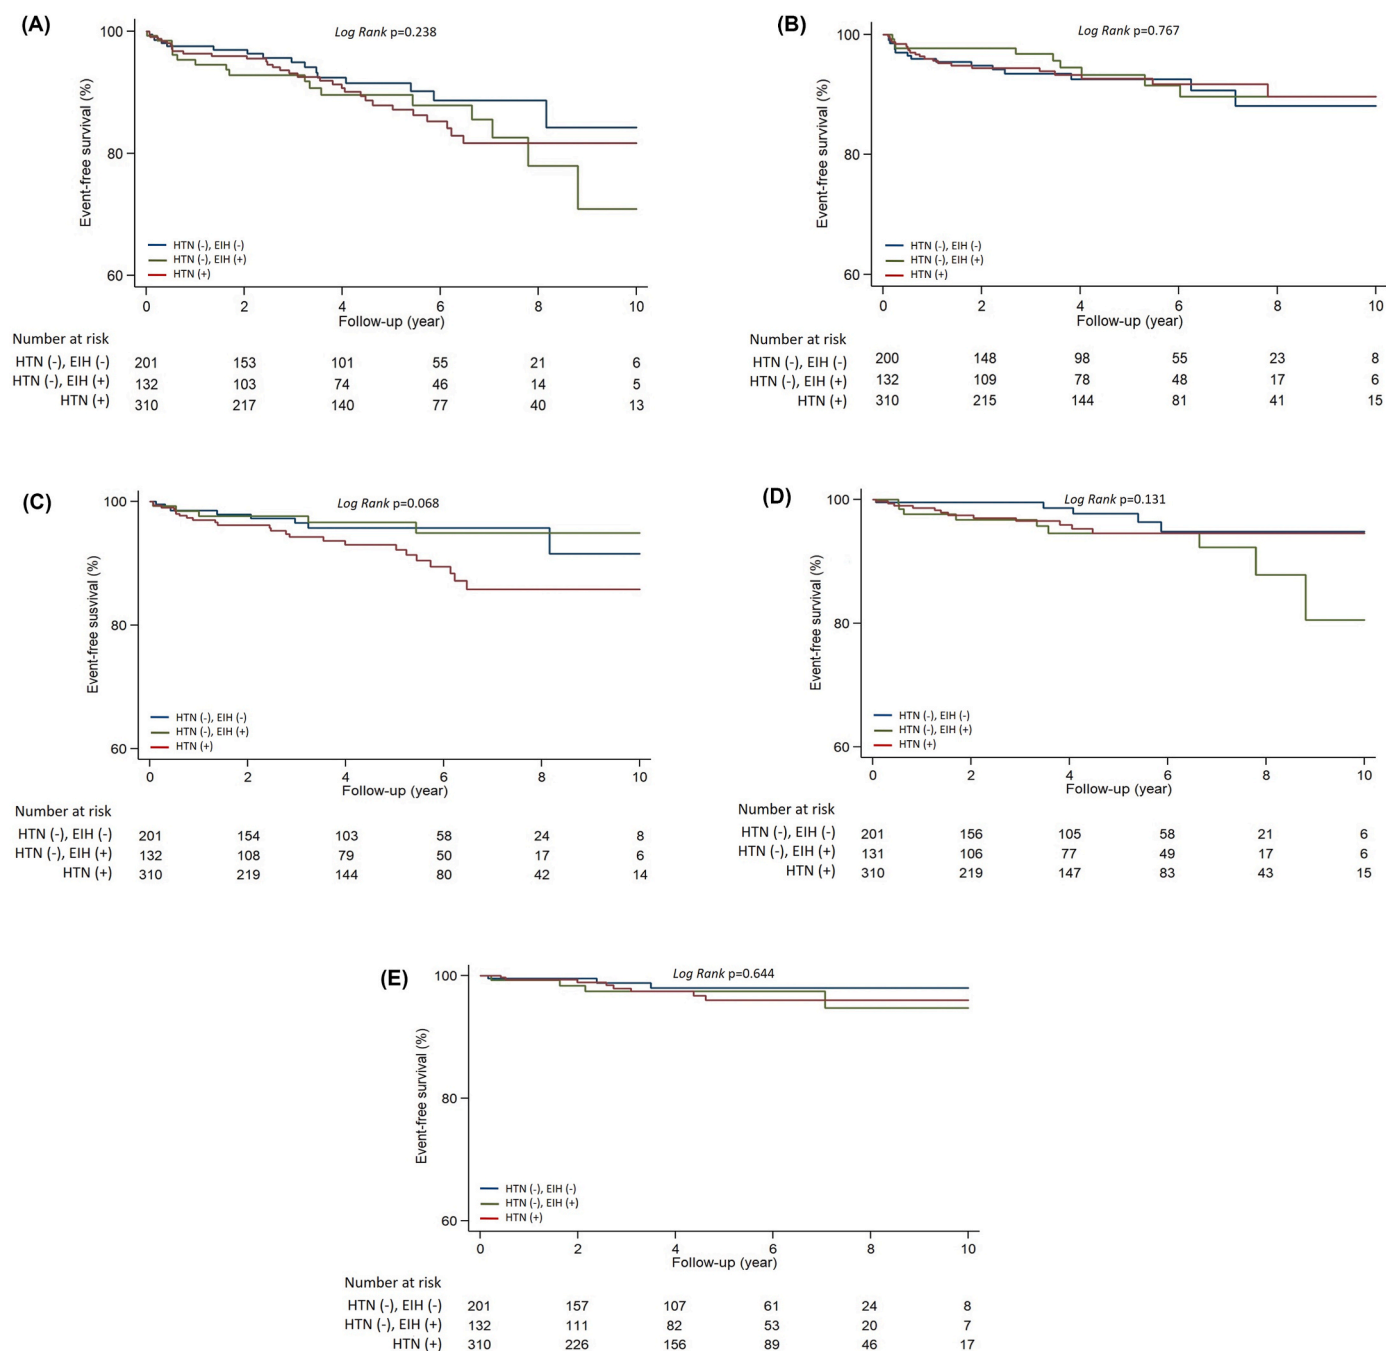 (A)
Log Rank p=0.238
Event-free survival (%)
100
80
60
HTN (-), EIH (-)
HTN (-), EIH (+)
HTN (+)
0 2 4 6 8 10
Follow-up (year)
Number at risk
HTN (-), EIH (-) 201 153 101 55 21 6
HTN (-), EIH (+) 132 103 74 46 14 5
HTN (+) 310 217 140 77 40 13
(B)
Log Rank p=0.767
Event-free survival (%)
100
80
60
HTN (-), EIH (-)
HTN (-), EIH (+)
HTN (+)
0 2 4 6 8 10
Follow-up (year)
Number at risk
HTN (-), EIH (-) 200 148 98 55 23 8
HTN (-), EIH (+) 132 109 78 48 17 6
HTN (+) 310 215 144 81 41 15
(C)
Log Rank p=0.068
Event-free susvival (%)
100
80
60
HTN (-), EIH (-)
HTN (-), EIH (+)
HTN (+)
0 2 4 6 8 10
Follow-up (year)
Number at risk
HTN (-), EIH (-) 201 154 103 58 24 8
HTN (-), EIH (+) 132 108 79 50 17 6
HTN (+) 310 219 144 80 42 14
(D)
Log Rank p=0.131
Event-free survival (%)
100
80
60
HTN (-), EIH (-)
HTN (-), EIH (+)
HTN (+)
0 2 4 6 8 10
Follow-up (year)
Number at risk
HTN (-), EIH (-) 201 156 105 58 21 6
HTN (-), EIH (+) 131 106 77 49 17 6
HTN (+) 310 219 147 83 43 15
(E)
Log Rank p=0.644
Event-free survival (%)
100
80
60
HTN (-), EIH (-)
HTN (-), EIH (+)
HTN (+)
0 2 4 6 8 10
Follow-up (year)
Number at risk
HTN (-), EIH (-) 201 157 107 61 24 8
HTN (-), EIH (+) 132 111 82 53 20 7
HTN (+) 310 226 156 89 46 17